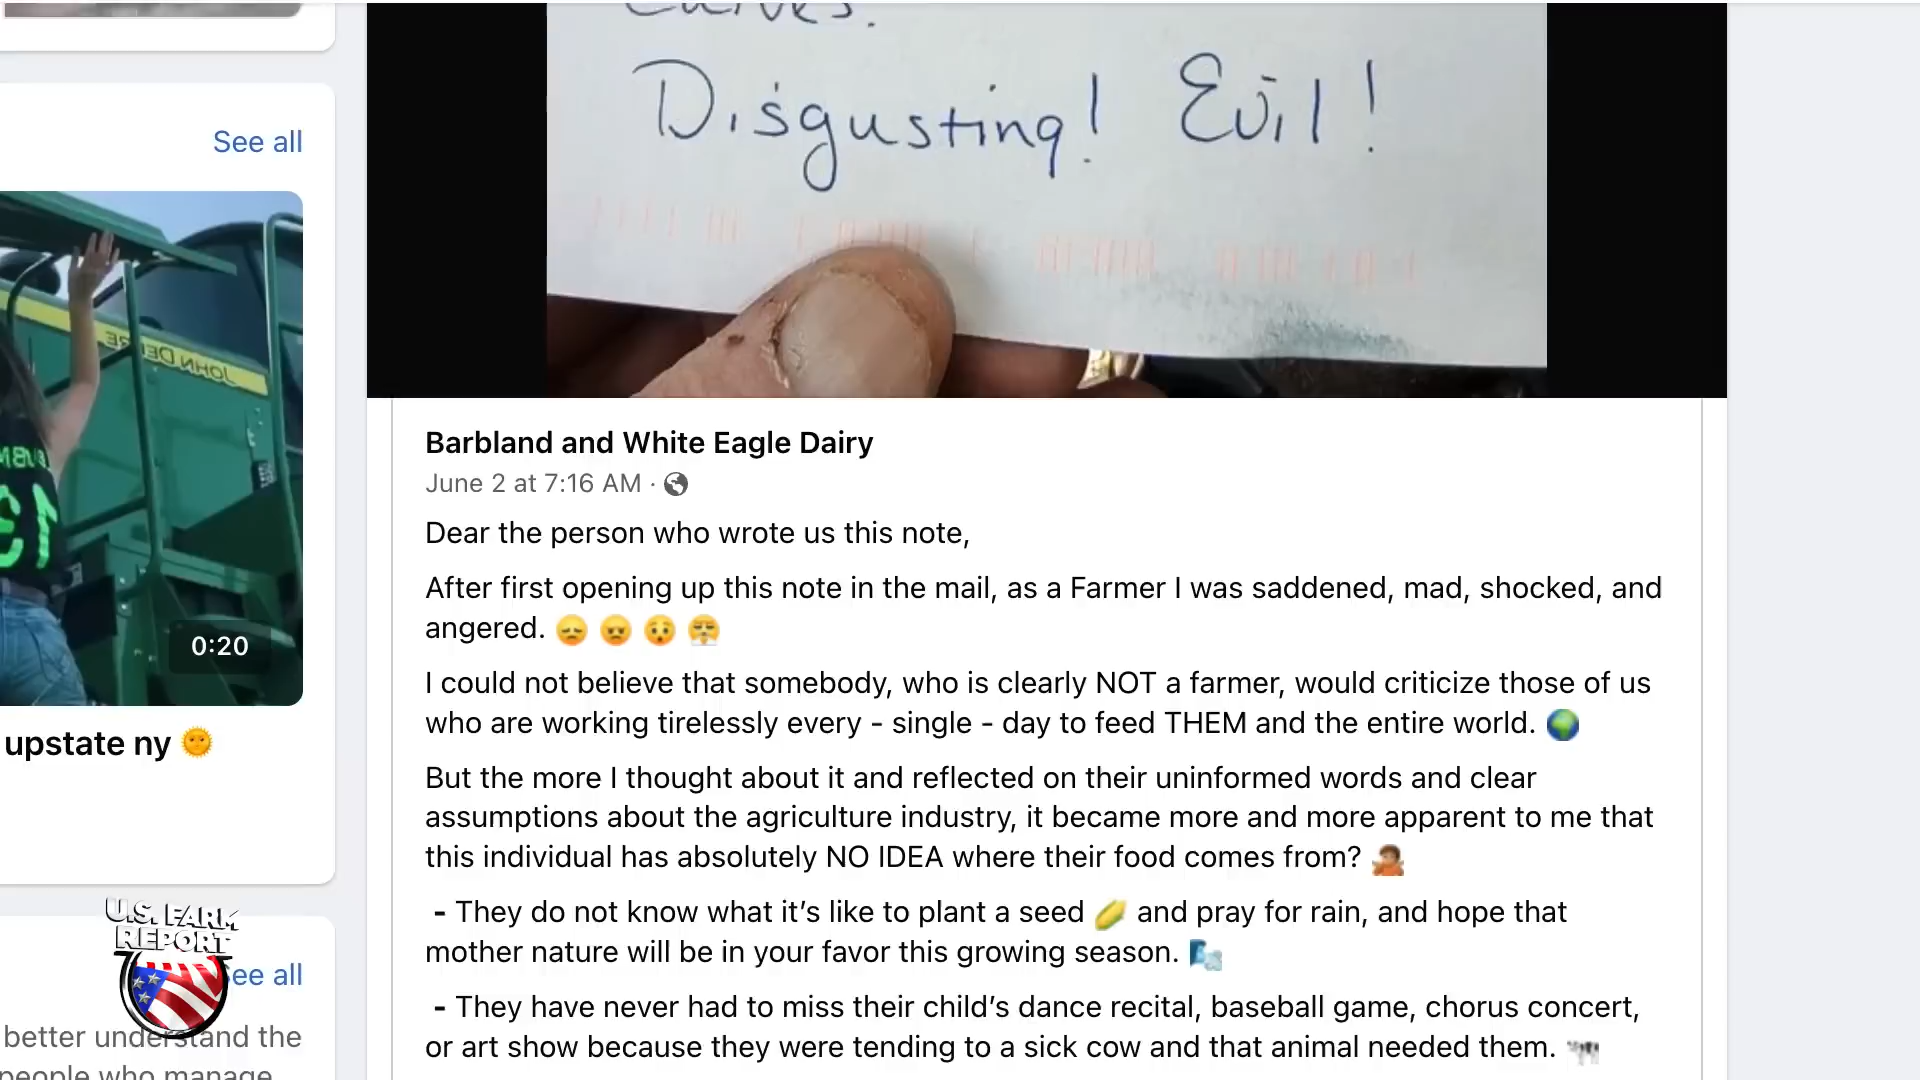 Disgusting! Evil!
See all
JOHN DEERE
0:20
upstate ny 🌞
U.S. FARM
REPORT
See all
better understand the
people who manage
Barbland and White Eagle Dairy
June 2 at 7:16 AM ·
Dear the person who wrote us this note,
After first opening up this note in the mail, as a Farmer I was saddened, mad, shocked, and
angered. 😞 😠 😯 😤
I could not believe that somebody, who is clearly NOT a farmer, would criticize those of us
who are working tirelessly every - single - day to feed THEM and the entire world. 🌍
But the more I thought about it and reflected on their uninformed words and clear
assumptions about the agriculture industry, it became more and more apparent to me that
this individual has absolutely NO IDEA where their food comes from? 🤷🏽
- They do not know what it’s like to plant a seed 🌽 and pray for rain, and hope that
mother nature will be in your favor this growing season. 🌬️
- They have never had to miss their child’s dance recital, baseball game, chorus concert,
or art show because they were tending to a sick cow and that animal needed them. 🐄